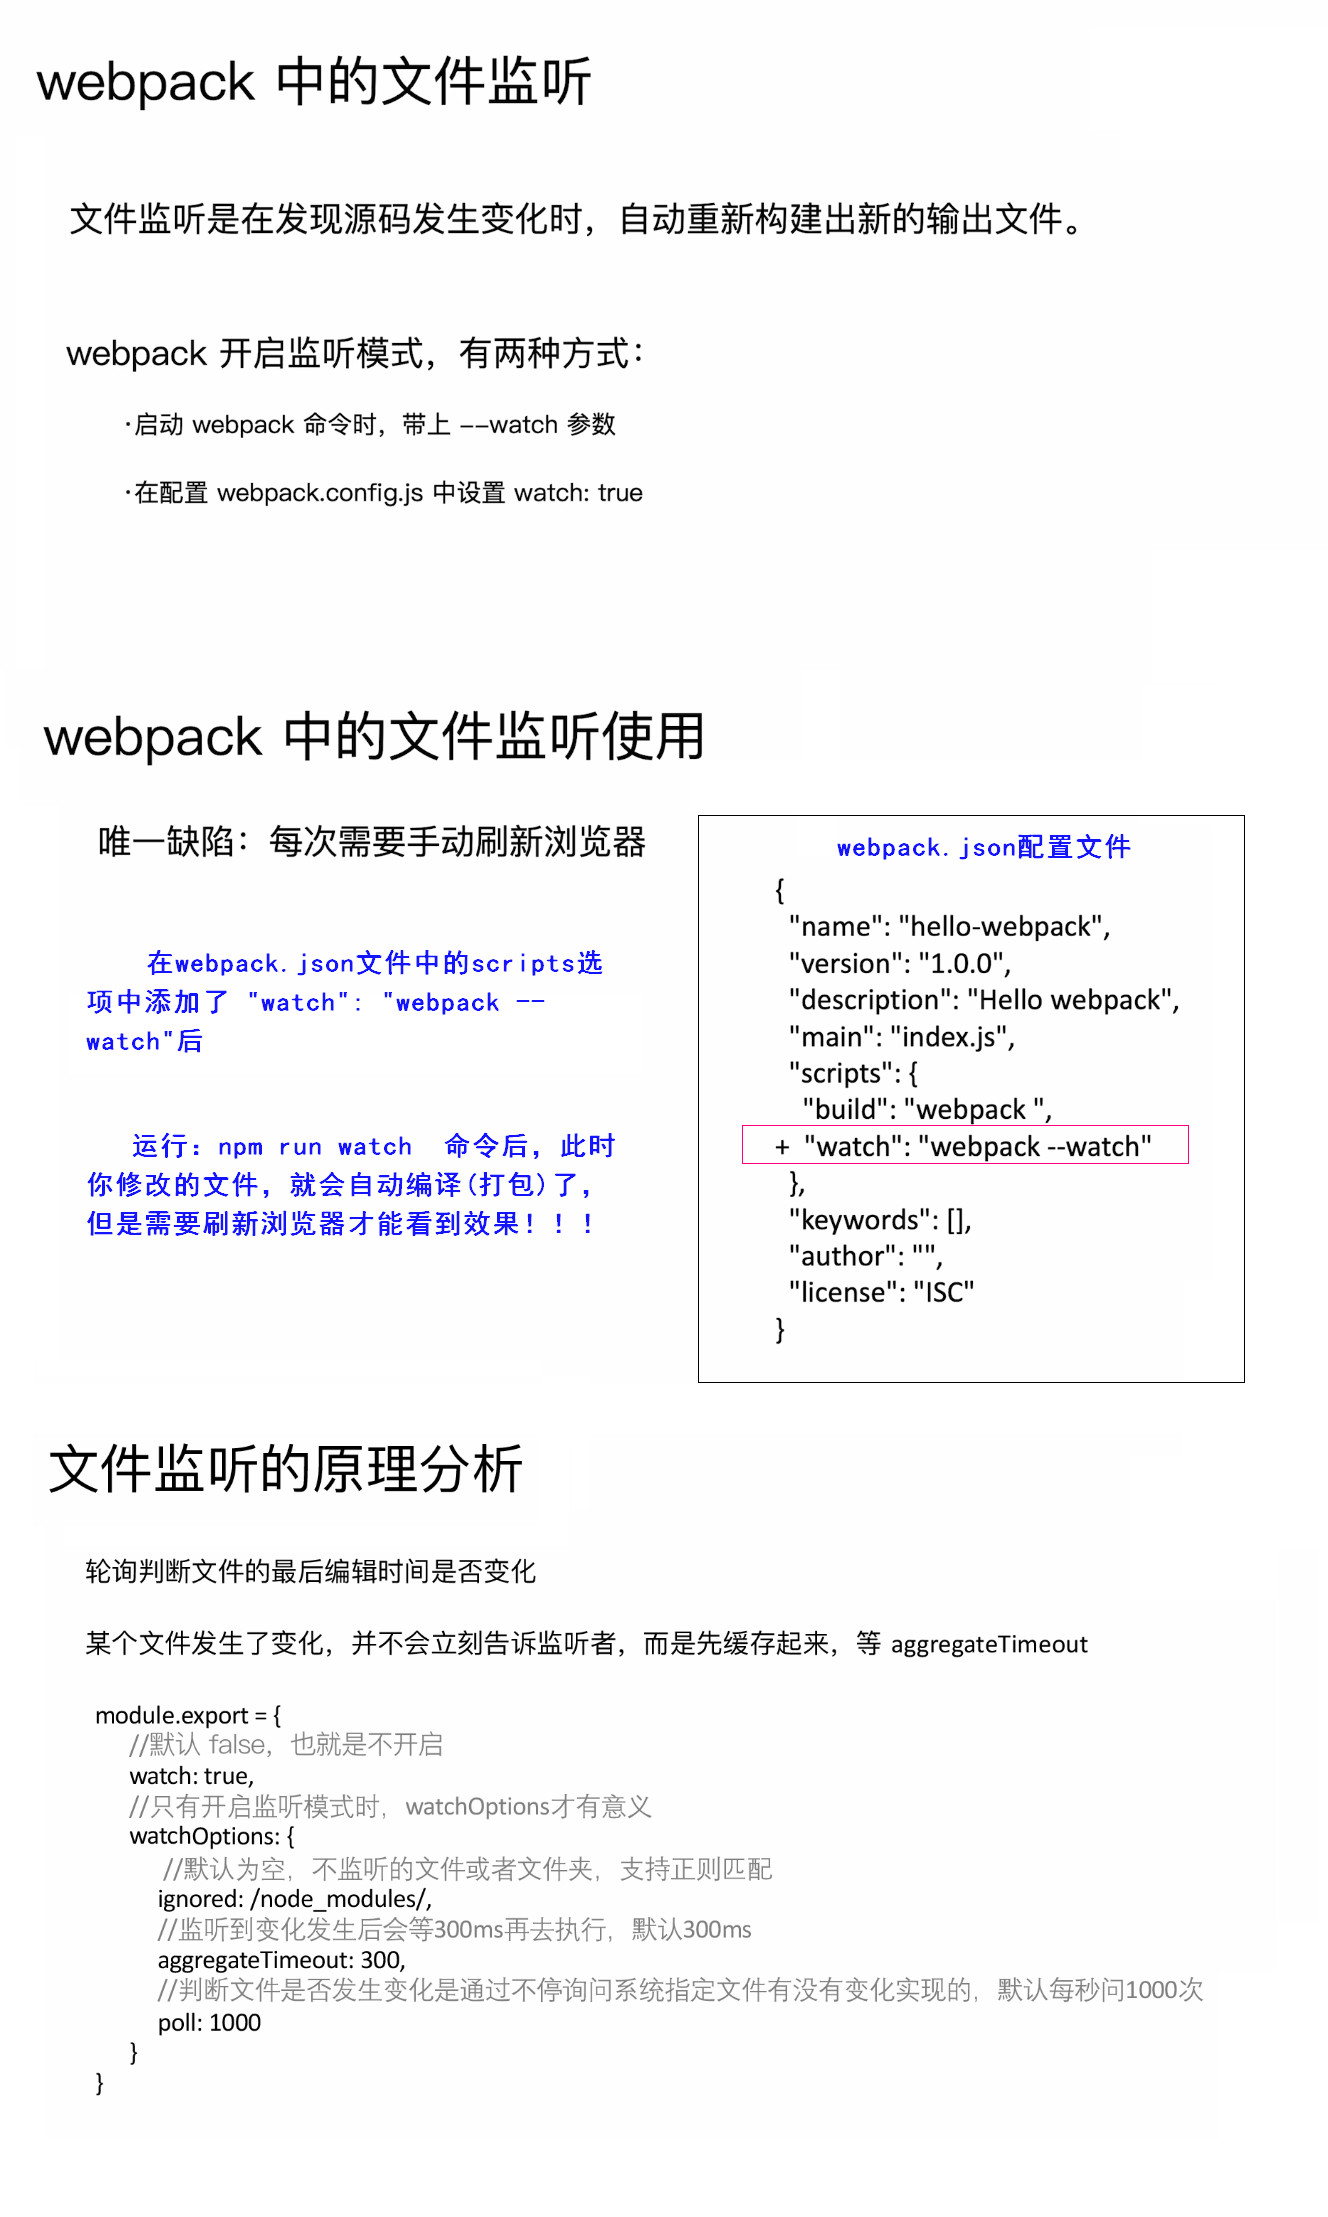 webpack 中的文件监听
文件监听是在发现源码发生变化时，自动重新构建出新的输出文件。
webpack 开启监听模式，有两种方式：
·启动 webpack 命令时，带上 --watch 参数
·在配置 webpack.config.js 中设置 watch: true
webpack 中的文件监听使用
唯一缺陷：每次需要手动刷新浏览器
在webpack.json文件中的scripts选
项中添加了 "watch": "webpack --
watch"后
运行：npm run watch  命令后，此时
你修改的文件，就会自动编译(打包)了，
但是需要刷新浏览器才能看到效果！！！
webpack.json配置文件
{
"name": "hello-webpack",
"version": "1.0.0",
"description": "Hello webpack",
"main": "index.js",
"scripts": {
"build": "webpack ",
+ "watch": "webpack --watch"
},
"keywords": [],
"author": "",
"license": "ISC"
}
文件监听的原理分析
轮询判断文件的最后编辑时间是否变化
某个文件发生了变化，并不会立刻告诉监听者，而是先缓存起来，等 aggregateTimeout
module.export = {
//默认 false，也就是不开启
watch: true,
//只有开启监听模式时，watchOptions才有意义
watchOptions: {
//默认为空，不监听的文件或者文件夹，支持正则匹配
ignored: /node_modules/,
//监听到变化发生后会等300ms再去执行，默认300ms
aggregateTimeout: 300,
//判断文件是否发生变化是通过不停询问系统指定文件有没有变化实现的，默认每秒问1000次
poll: 1000
}
}